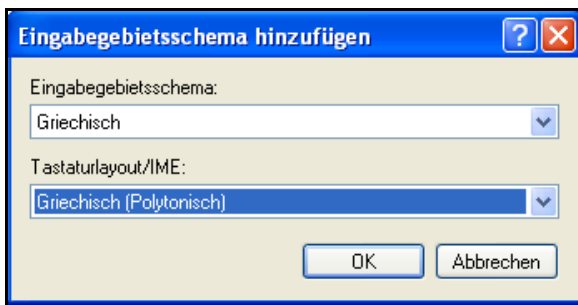 Eingabegebietsschema hinzufügen
Eingabegebietsschema:
Griechisch
Tastaturlayout/IME:
Griechisch (Polytonisch)
OK Abbrechen